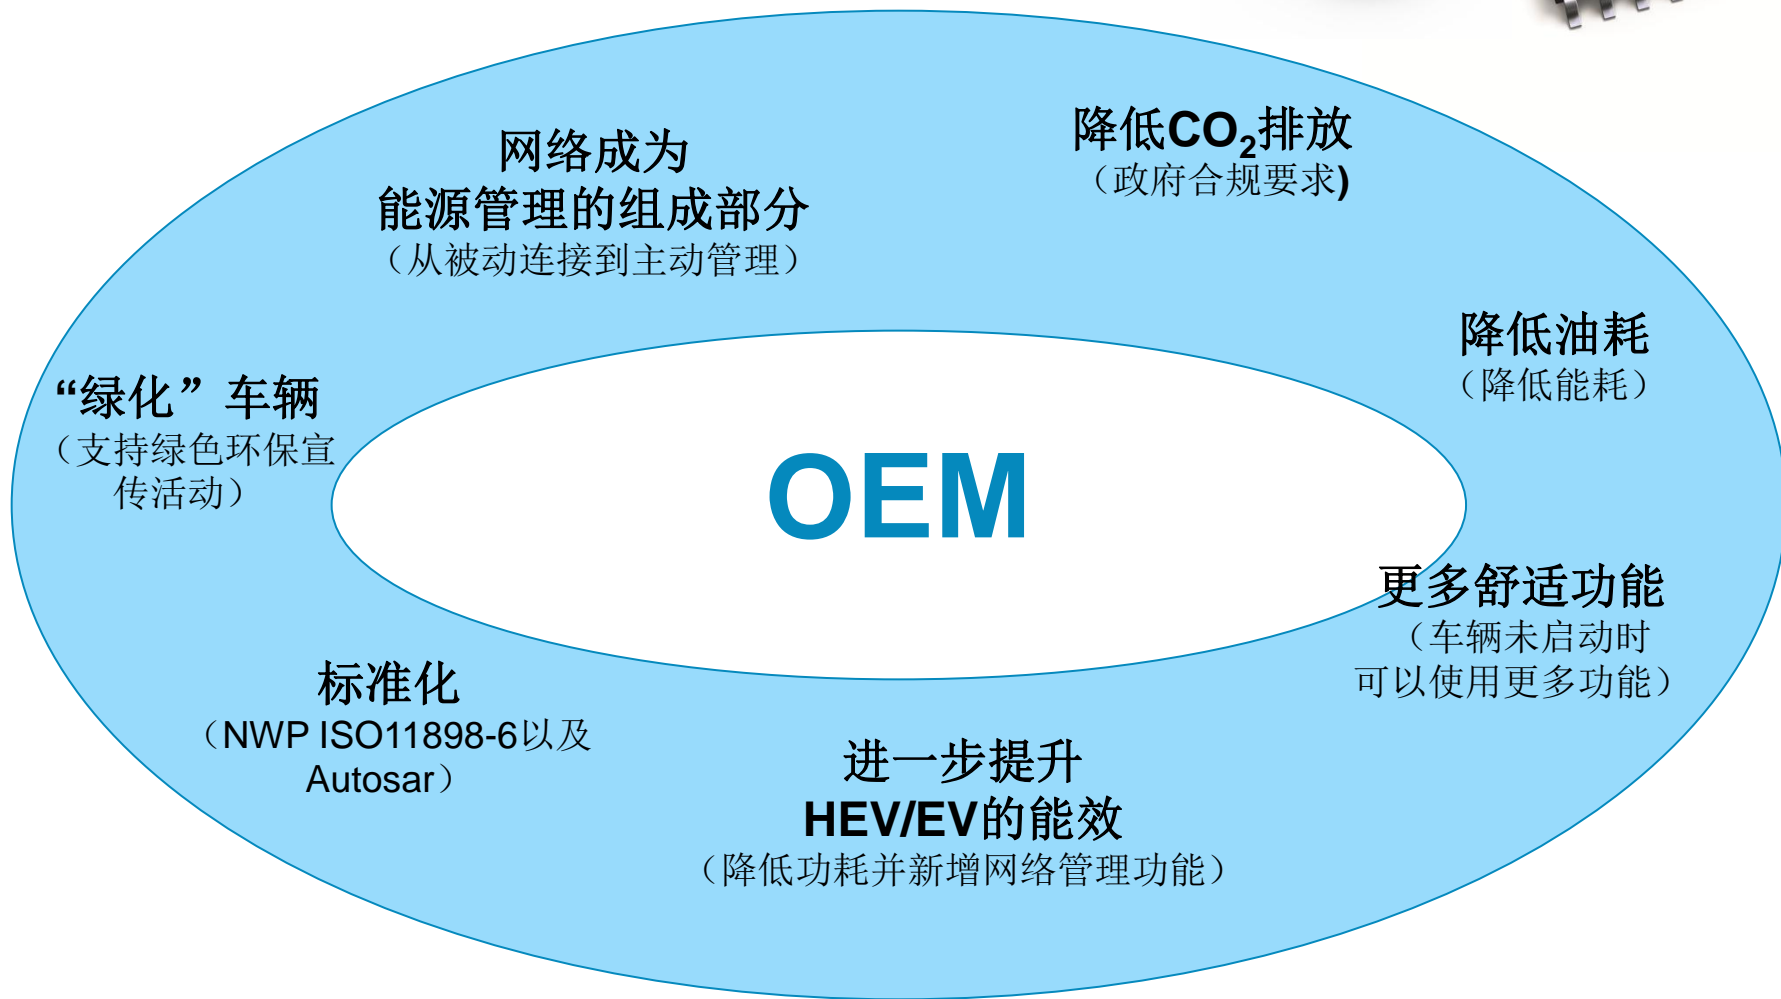 网络成为
能源管理的组成部分
（从被动连接到主动管理）
降低CO₂排放
（政府合规要求)
降低油耗
（降低能耗）
“绿化”车辆
（支持绿色环保宣
传活动）
OEM
更多舒适功能
（车辆未启动时
可以使用更多功能）
标准化
（NWP ISO11898-6以及
Autosar）
进一步提升
HEV/EV的能效
（降低功耗并新增网络管理功能）